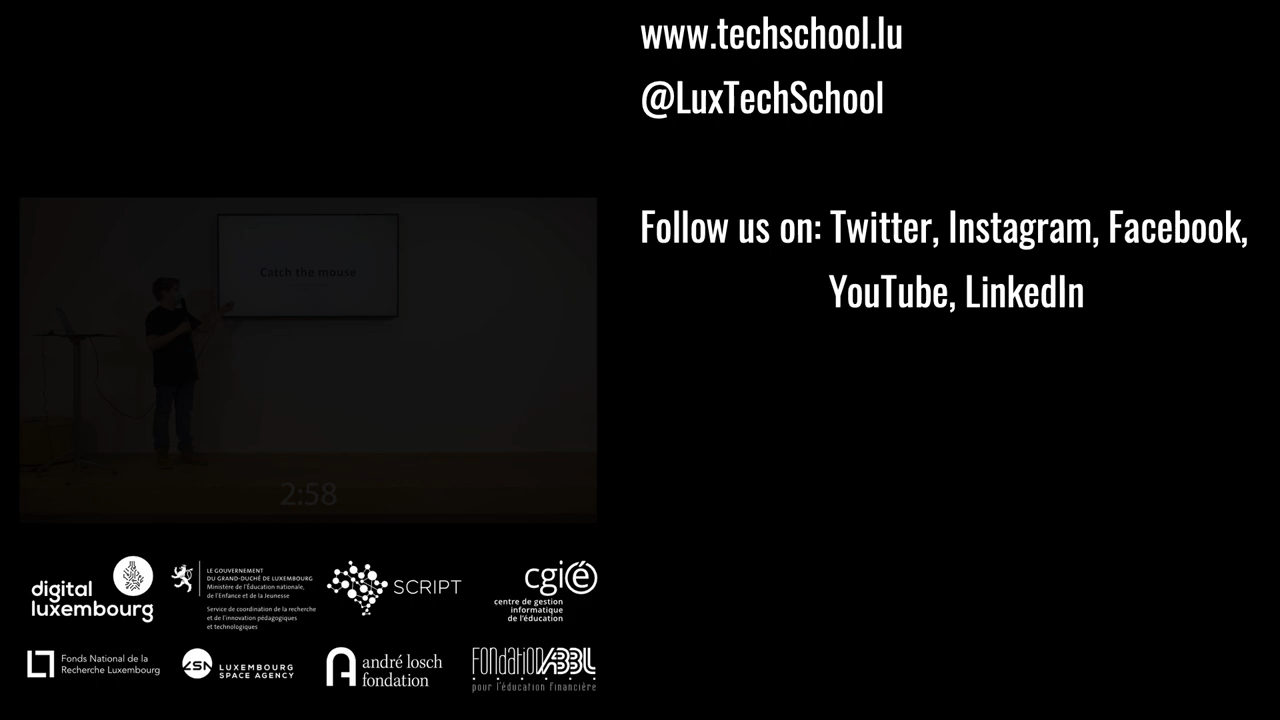 www.techschool.lu
@LuxTechSchool
Follow us on: Twitter, Instagram, Facebook,
YouTube, LinkedIn
Catch the mouse
2:58
digital
luxembourg
LE GOUVERNEMENT
DU GRAND-DUCHÉ DE LUXEMBOURG
Ministère de l'Éducation nationale,
de l'Enfance et de la Jeunesse
Service de coordination de la recherche
et de l'innovation pédagogiques
et technologiques
SCRIPT
cgié
centre de gestion
informatique
de l'éducation
Fonds National de la
Recherche Luxembourg
LSA
LUXEMBOURG
SPACE AGENCY
andré losch
fondation
FONDATION ABBL
pour l'éducation financière